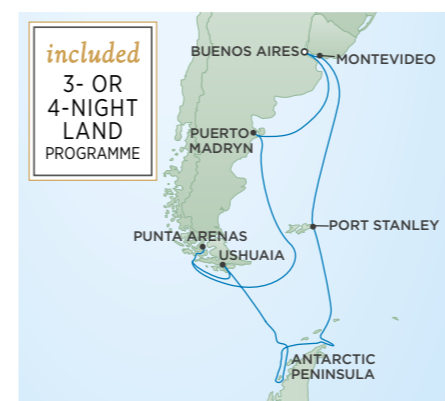 included
3- OR
4-NIGHT
LAND
PROGRAMME
BUENOS AIRES
MONTEVIDEO
PUERTO
MADRYN
PORT STANLEY
PUNTA ARENAS
USHUAIA
ANTARCTIC
PENINSULA